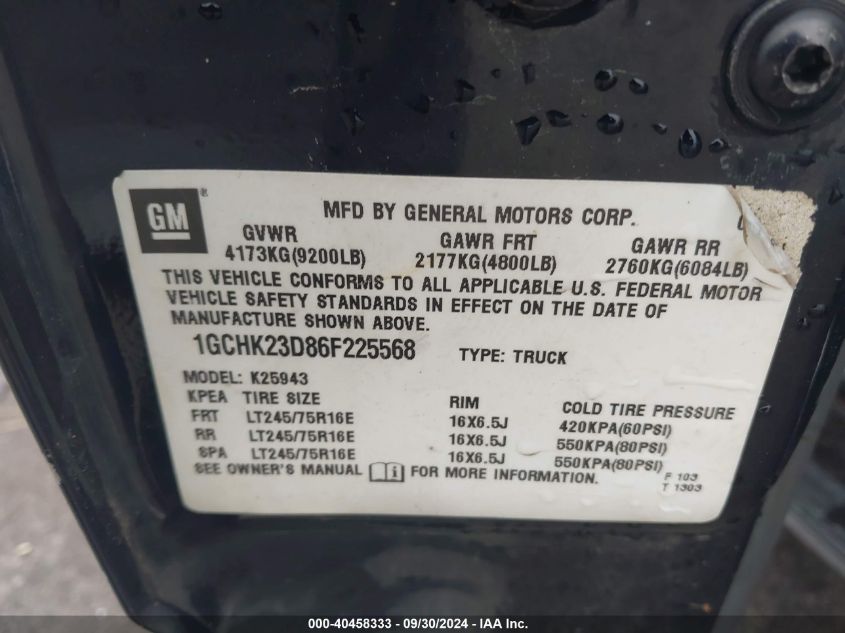 GM®
MFD BY GENERAL MOTORS CORP.
GVWR GAWR FRT GAWR RR
4173KG(9200LB) 2177KG(4800LB) 2760KG(6084LB)
THIS VEHICLE CONFORMS TO ALL APPLICABLE U.S. FEDERAL MOTOR
VEHICLE SAFETY STANDARDS IN EFFECT ON THE DATE OF
MANUFACTURE SHOWN ABOVE.
1GCHK23D86F225568 TYPE: TRUCK
MODEL: K25943
KPEA TIRE SIZE RIM COLD TIRE PRESSURE
FRT LT245/75R16E 16X6.5J 420KPA(60PSI)
RR LT245/75R16E 16X6.5J 550KPA(80PSI)
SPA LT245/75R16E 16X6.5J 550KPA(80PSI)
SEE OWNER'S MANUAL i FOR MORE INFORMATION.
F 103
T 1303
000-40458333 - 09/30/2024 - IAA Inc.